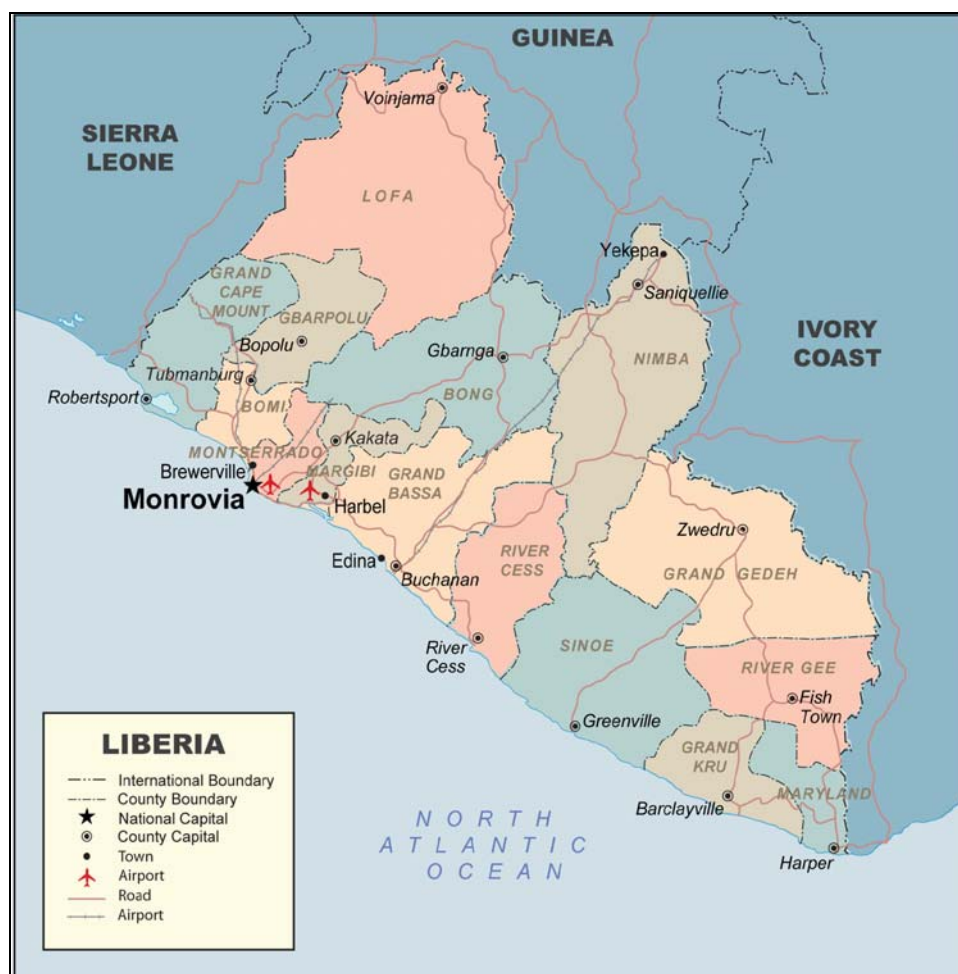 GUINEA
SIERRA
LEONE
Voinjama
LOFA
Yekepa
Saniquellie
GRAND
CAPE
MOUNT
GBARPOLU
Bopolu
IVORY
COAST
NIMBA
Gbarnga
BONG
Tubmanburg
Robertsport
BOMI
Kakata
MONTSERRADO
Brewerville
MARGIBI
GRAND
BASSA
Monrovia
Harbel
Zwedru
Edina
Buchanan
RIVER
CESS
GRAND GEDEH
River
Cess
SINOE
RIVER GEE
Fish
Town
Greenville
GRAND
KRU
MARYLAND
Barclayville
Harper
NORTH
ATLANTIC
OCEAN
LIBERIA
International Boundary
County Boundary
National Capital
County Capital
Town
Airport
Road
Airport